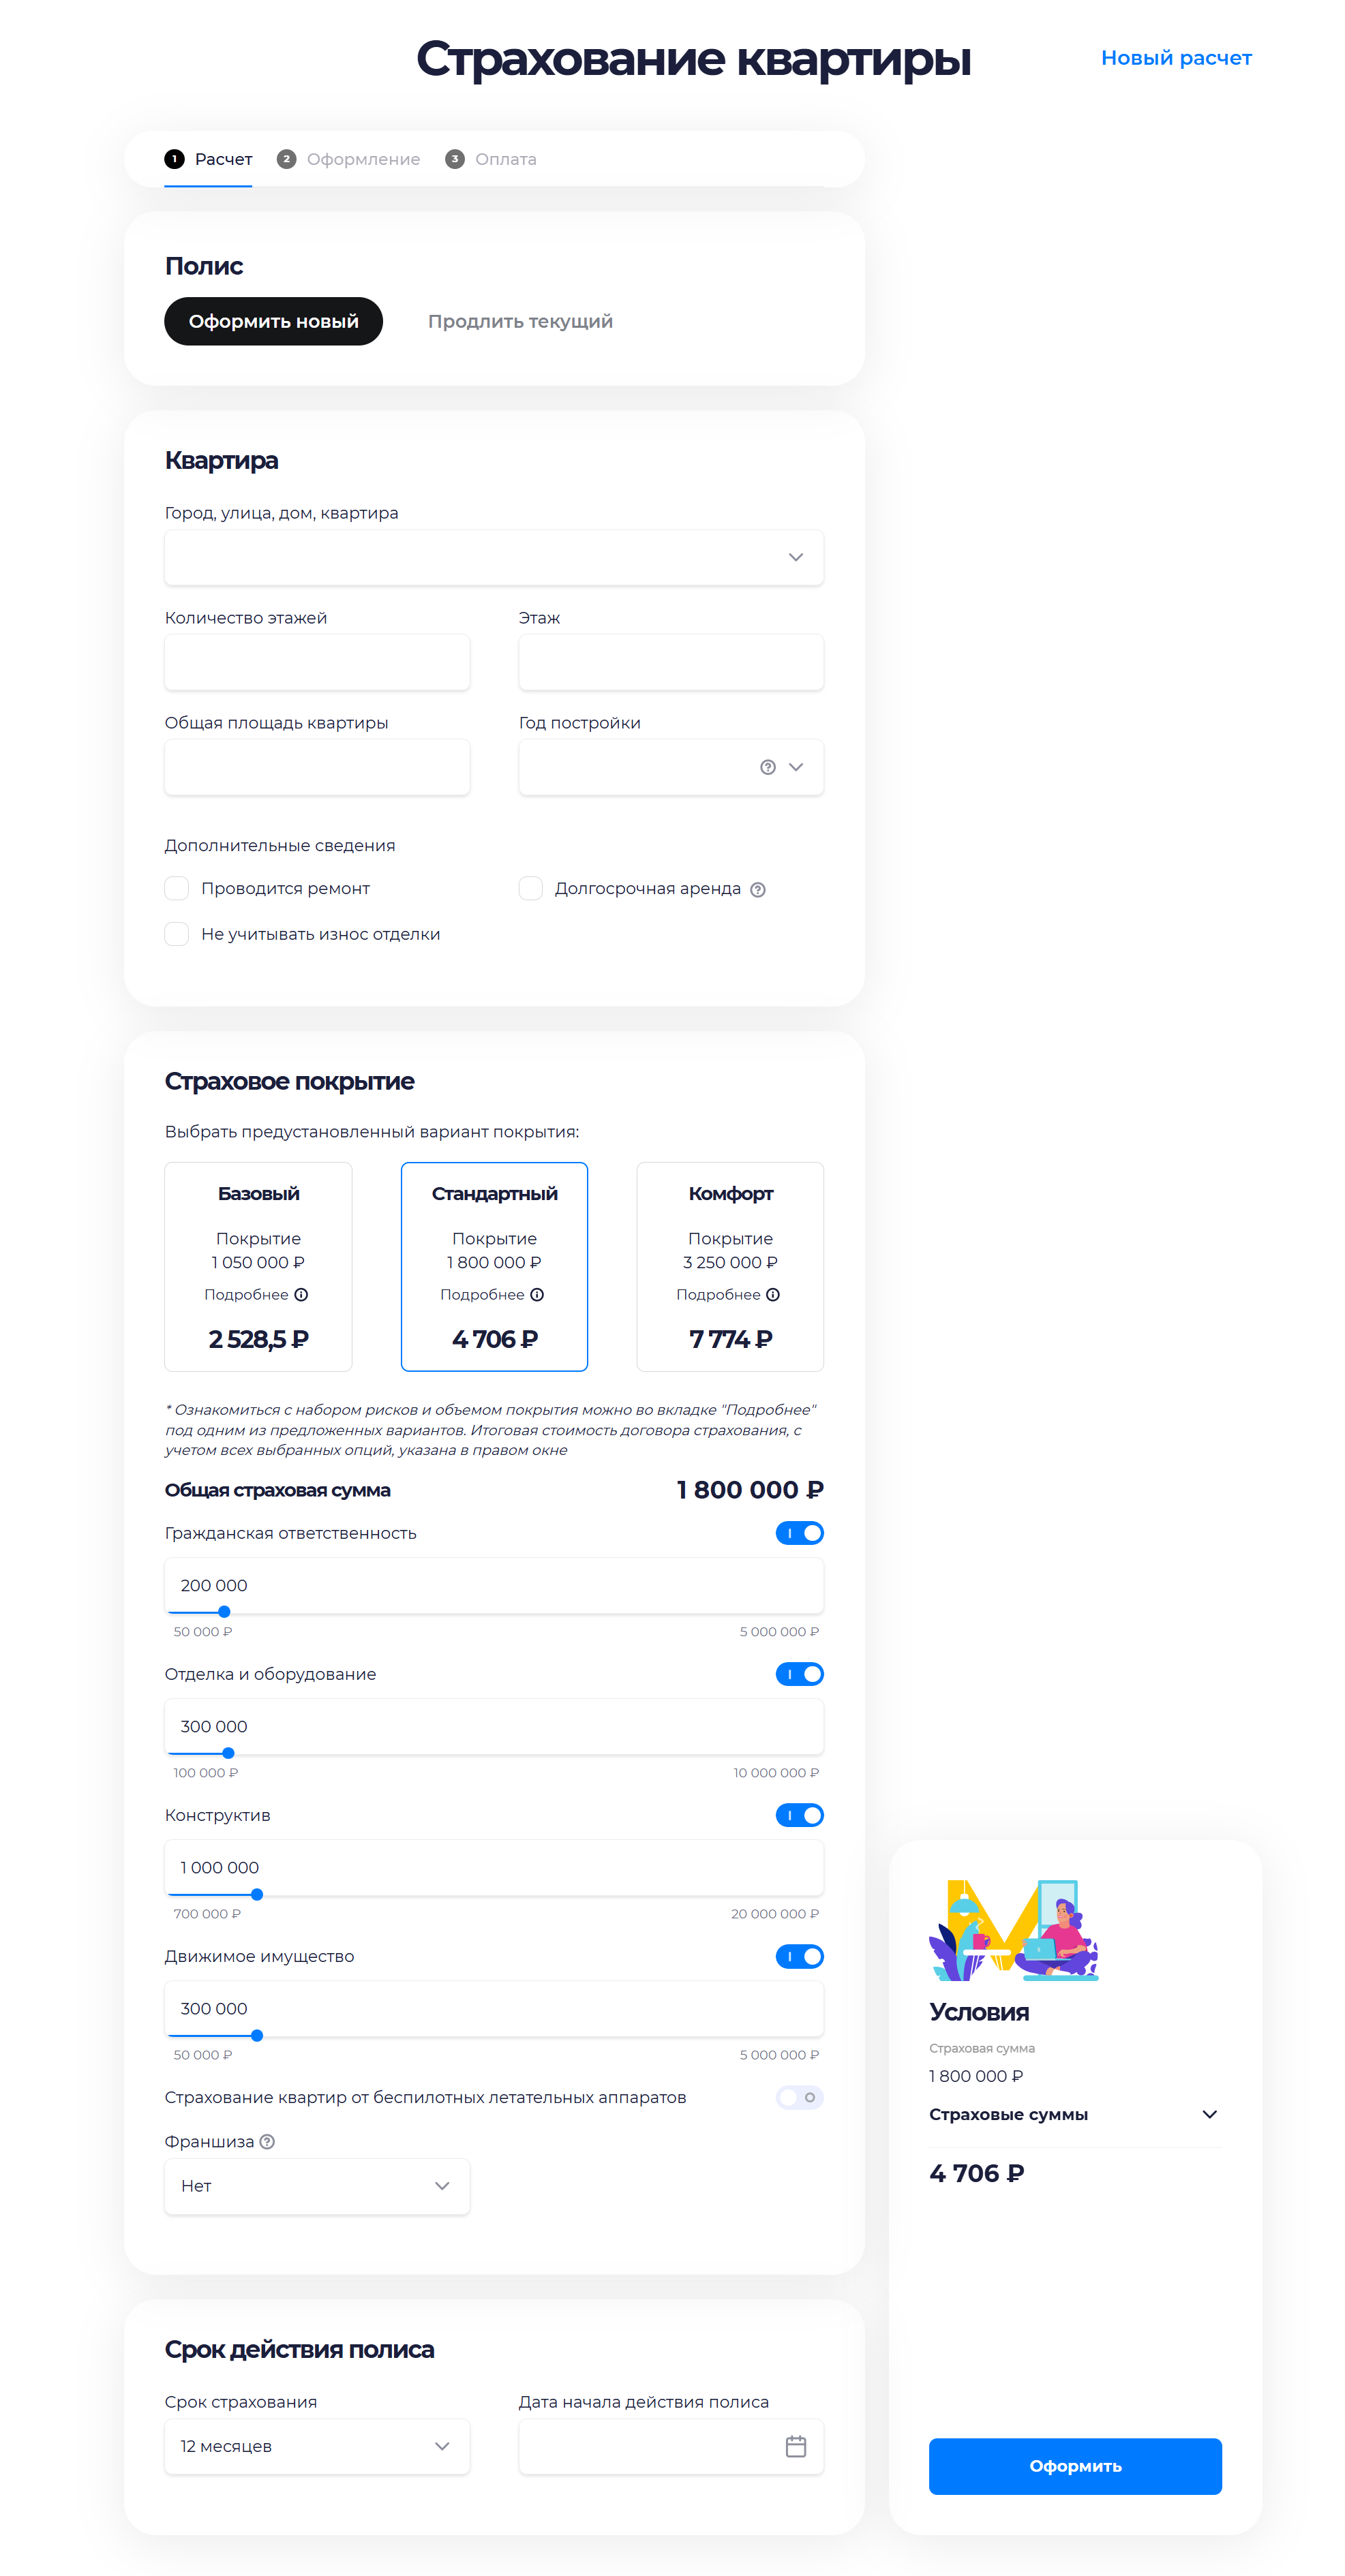 Страхование квартиры
Новый расчет
1 Расчет 2 Оформление 3 Оплата
Полис
Оформить новый Продлить текущий
Квартира
Город, улица, дом, квартира
Количество этажей Этаж
Общая площадь квартиры Год постройки
Дополнительные сведения
Проводится ремонт Долгосрочная аренда
Не учитывать износ отделки
Страховое покрытие
Выбрать предустановленный вариант покрытия:
Базовый Стандартный Комфорт
Покрытие Покрытие Покрытие
1 050 000 ₽ 1 800 000 ₽ 3 250 000 ₽
Подробнее Подробнее Подробнее
2 528,5 ₽ 4 706 ₽ 7 774 ₽
* Ознакомиться с набором рисков и объемом покрытия можно во вкладке "Подробнее"
под одним из предложенных вариантов. Итоговая стоимость договора страхования, с
учетом всех выбранных опций, указана в правом окне
Общая страховая сумма 1 800 000 ₽
Гражданская ответственность
200 000
50 000 ₽ 5 000 000 ₽
Отделка и оборудование
300 000
100 000 ₽ 10 000 000 ₽
Конструктив
1 000 000
700 000 ₽ 20 000 000 ₽
Движимое имущество
300 000
50 000 ₽ 5 000 000 ₽
Страхование квартир от беспилотных летательных аппаратов
Франшиза
Нет
Срок действия полиса
Срок страхования Дата начала действия полиса
12 месяцев
Условия
Страховая сумма
1 800 000 ₽
Страховые суммы
4 706 ₽
Оформить